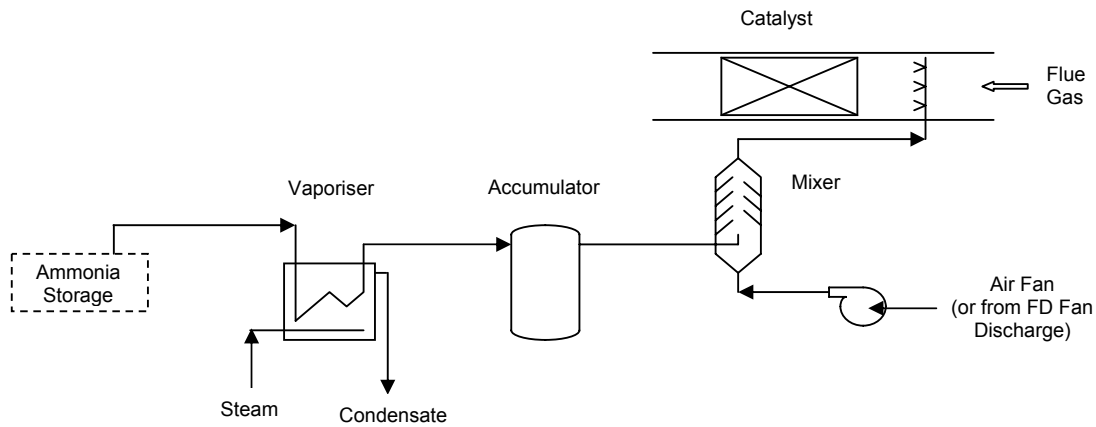 Catalyst
Flue
Gas
Vaporiser
Accumulator
Mixer
Ammonia
Storage
Air Fan
(or from FD Fan
Discharge)
Steam
Condensate